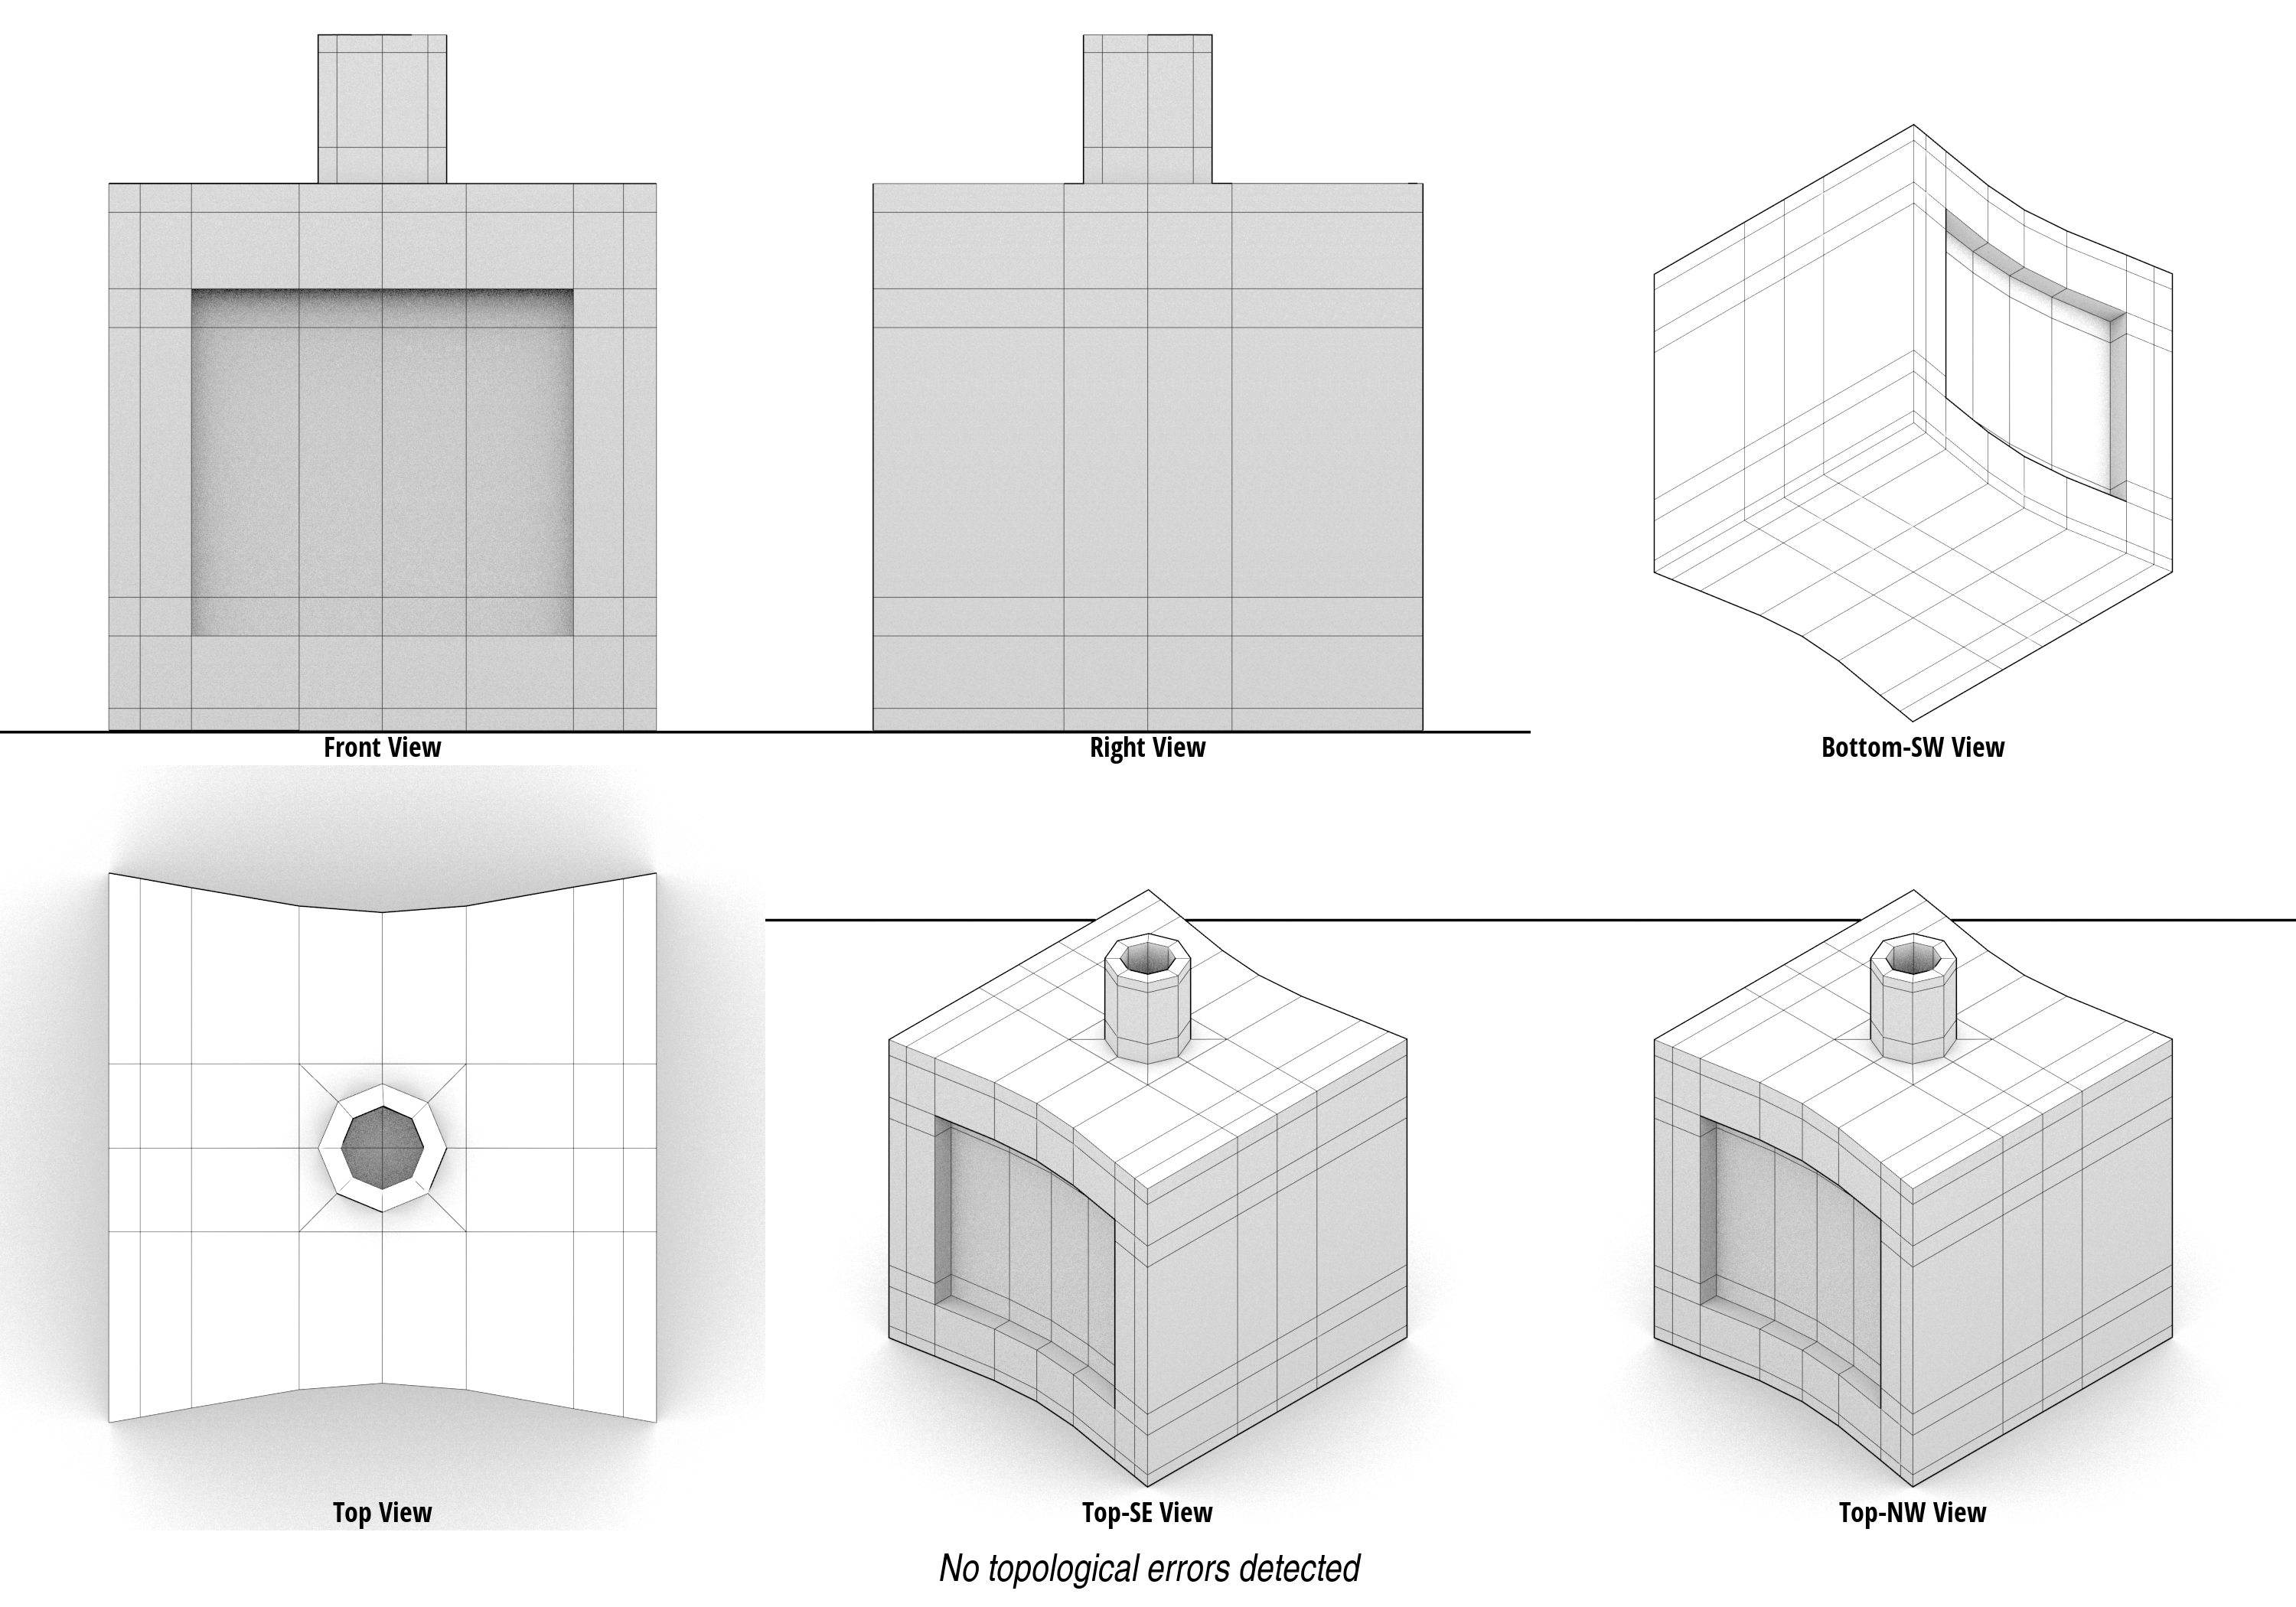 Front View
Right View
Bottom-SW View
Top View
Top-SE View
Top-NW View
No topological errors detected